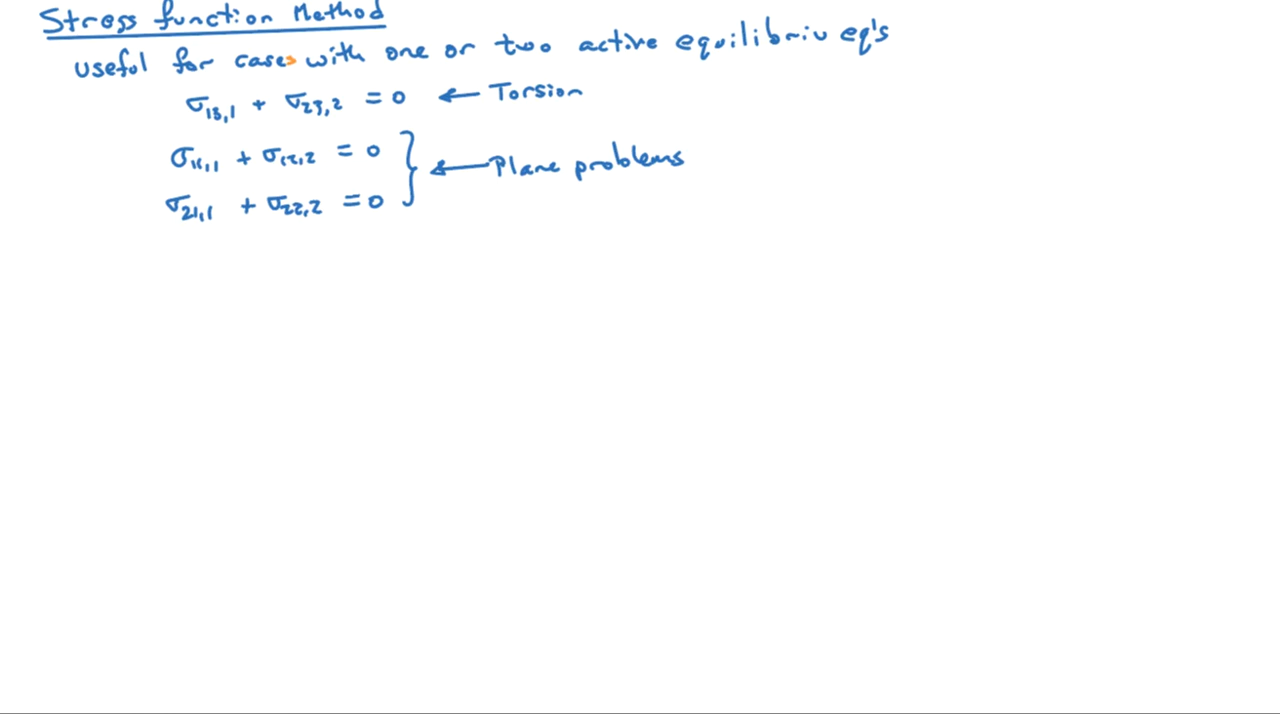 Stress function Method
useful for cases with one or two active equilibriu eq's
σ13,1 + σ23,2 = 0 ← Torsion
σ11,1 + σ12,2 = 0
σ21,1 + σ22,2 = 0 } ← Plane problems